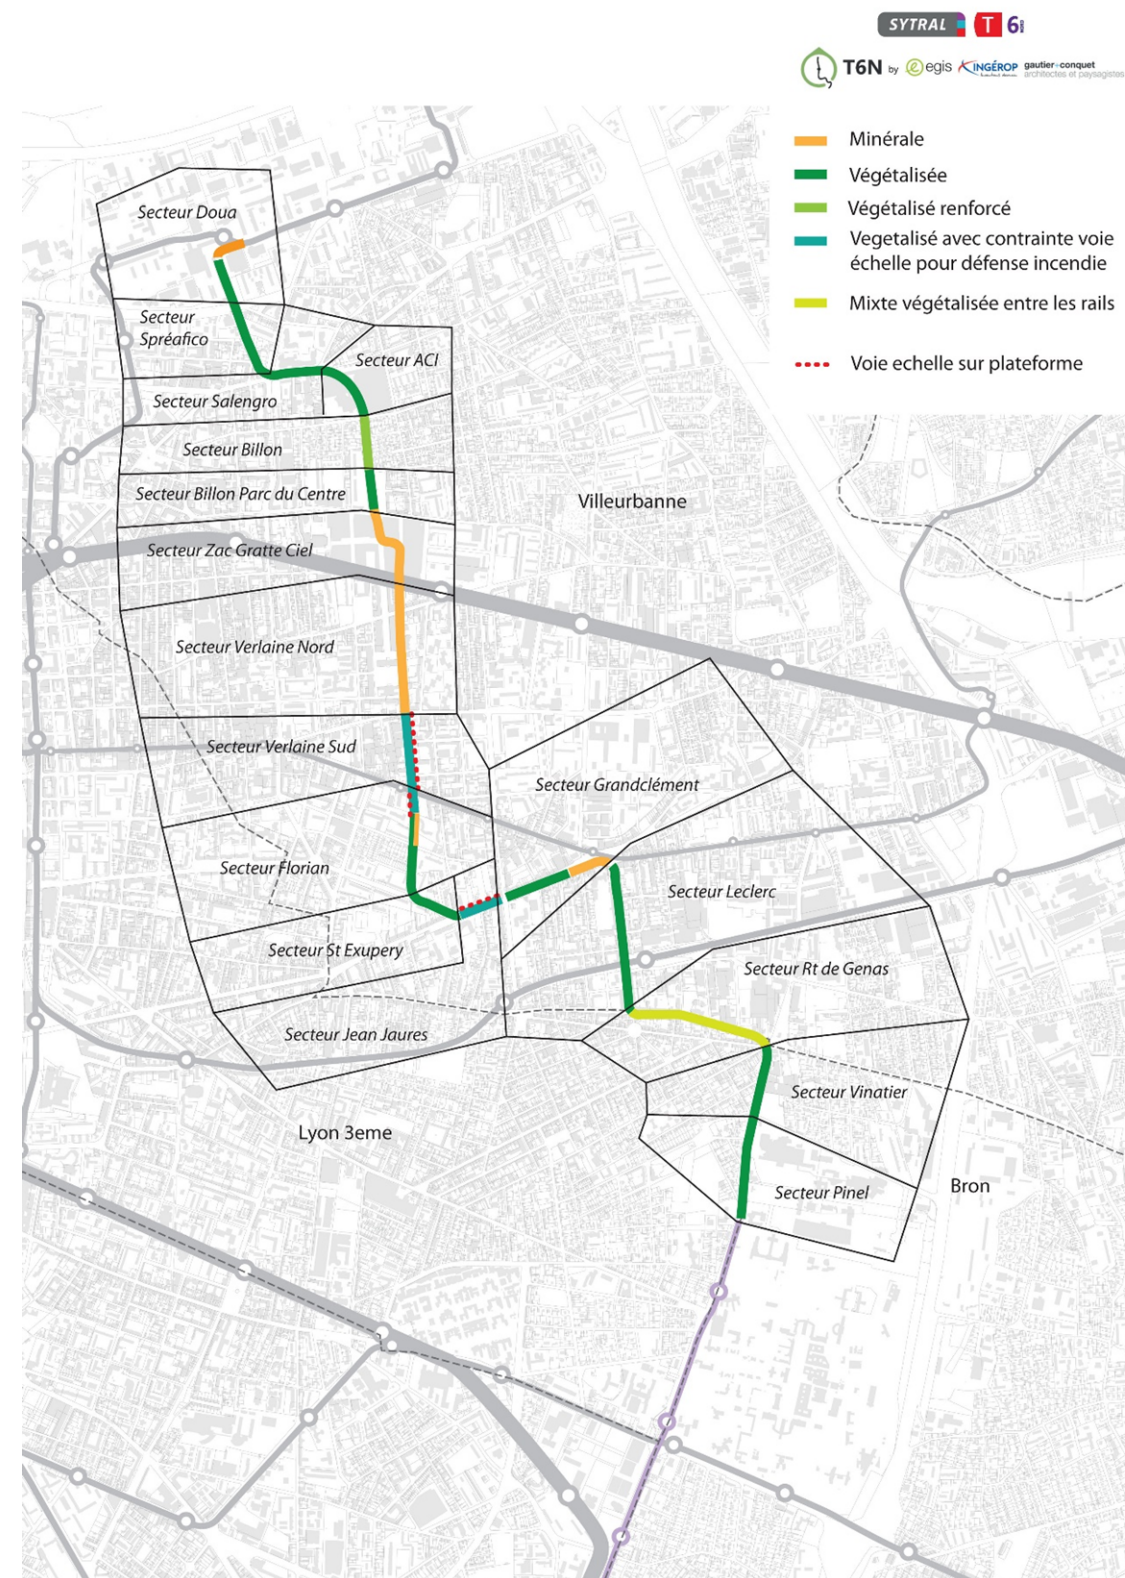 SYTRAL T 6
T6N by egis INGÉROP gautier+conquet
architectes et paysagistes
Minérale
Végétalisée
Végétalisé renforcé
Vegetalisé avec contrainte voie
échelle pour défense incendie
Mixte végétalisée entre les rails
Voie echelle sur plateforme
Secteur Doua
Secteur
Spréafico
Secteur ACI
Secteur Salengro
Secteur Billon
Secteur Billon Parc du Centre
Villeurbanne
Secteur Zac Gratte Ciel
Secteur Verlaine Nord
Secteur Verlaine Sud
Secteur Grandclément
Secteur Florian
Secteur Leclerc
Secteur St Exupery
Secteur Rt de Genas
Secteur Jean Jaures
Secteur Vinatier
Lyon 3eme
Secteur Pinel
Bron